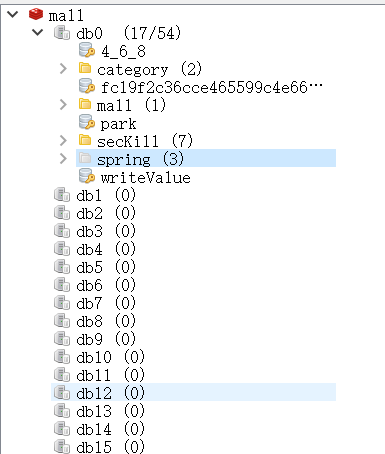 mall
db0 (17/54)
4_6_8
category (2)
fc19f2c36cce465599c4e66…
mall (1)
park
secKill (7)
spring (3)
writeValue
db1 (0)
db2 (0)
db3 (0)
db4 (0)
db5 (0)
db6 (0)
db7 (0)
db8 (0)
db9 (0)
db10 (0)
db11 (0)
db12 (0)
db13 (0)
db14 (0)
db15 (0)